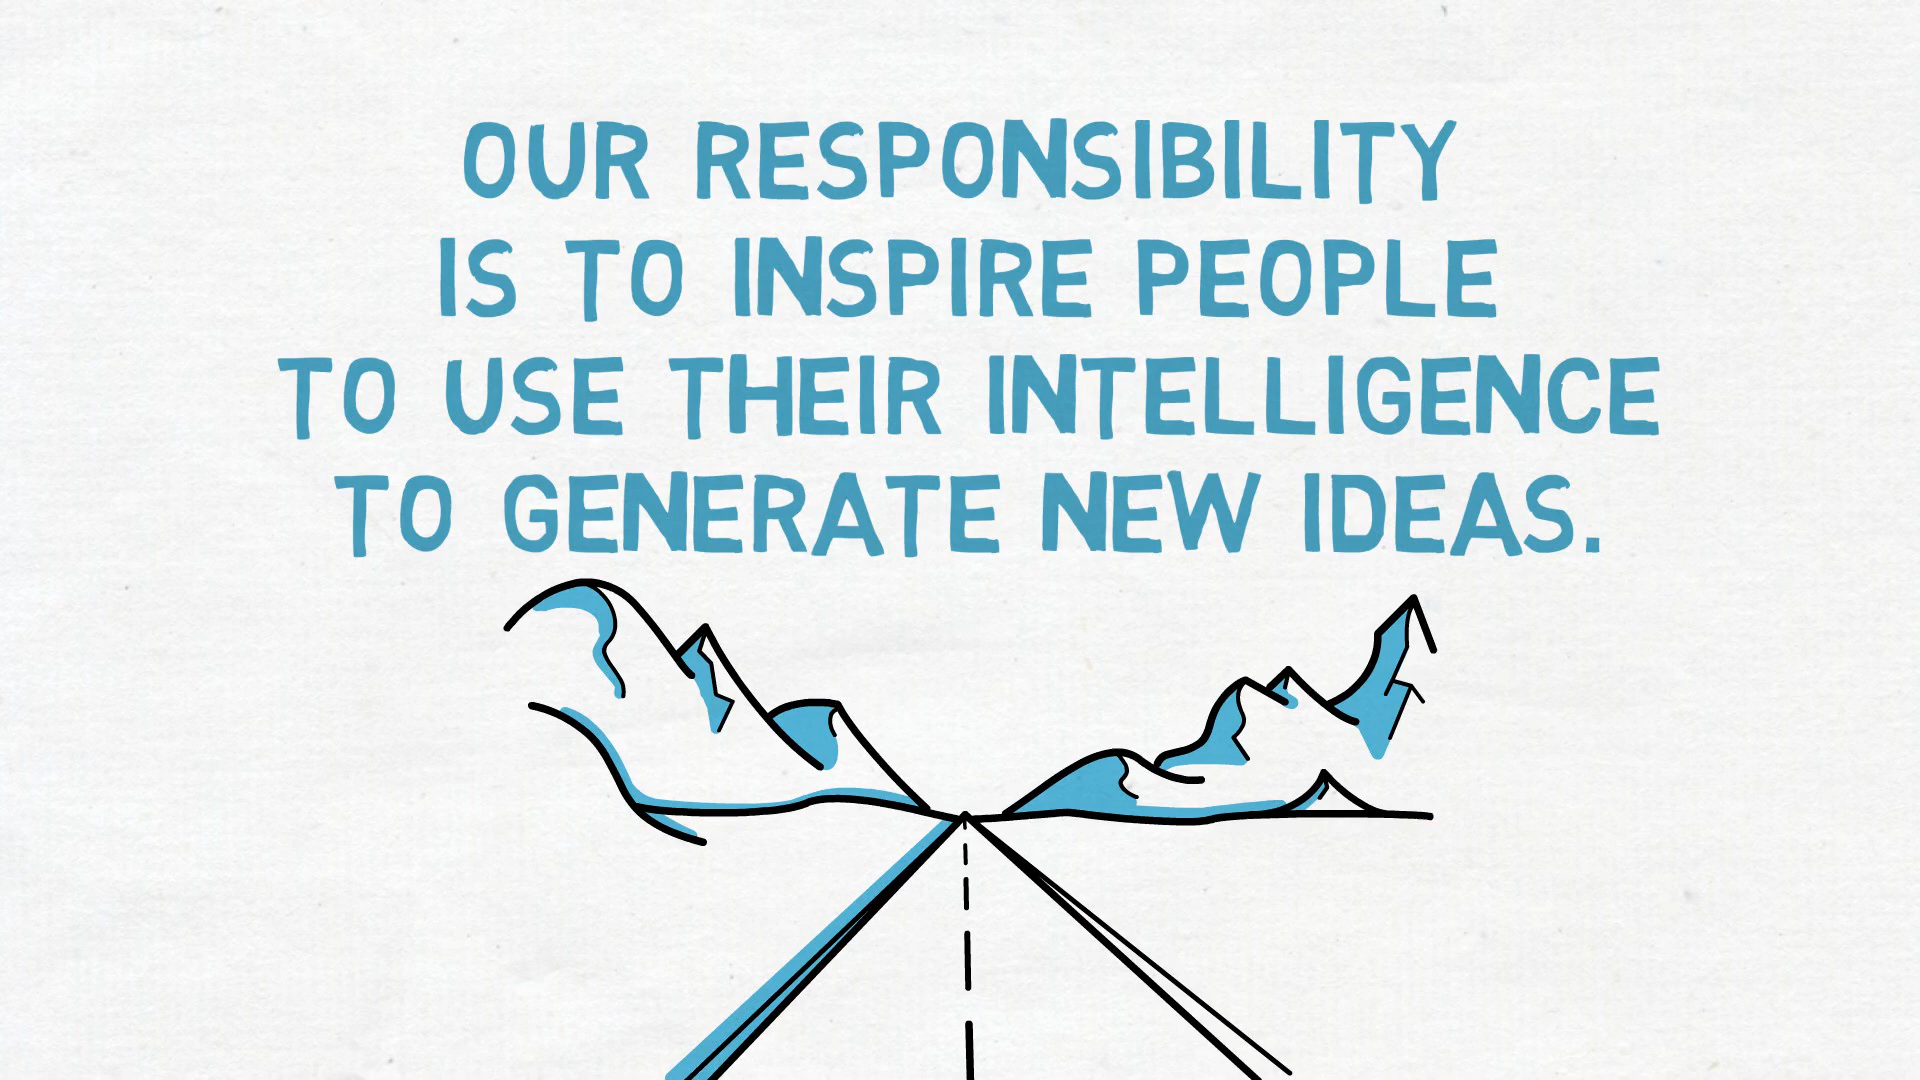 OUR RESPONSIBILITY
IS TO INSPIRE PEOPLE
TO USE THEIR INTELLIGENCE
TO GENERATE NEW IDEAS.